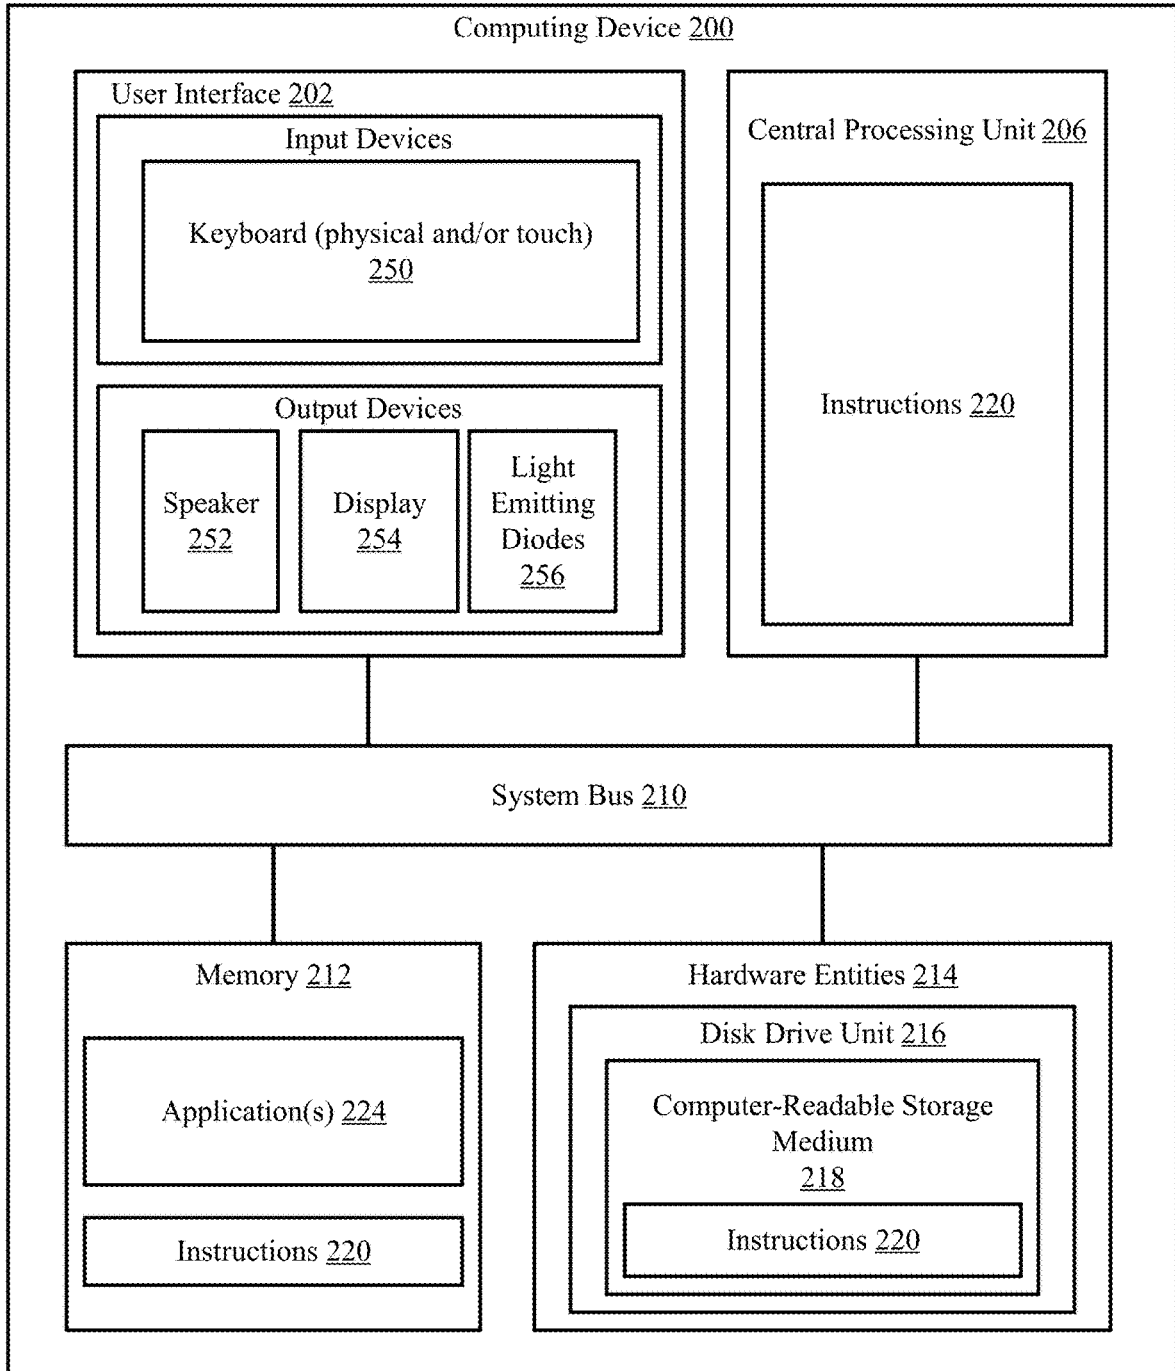 Computing Device 200
User Interface 202
Input Devices
Keyboard (physical and/or touch)
250
Output Devices
Speaker
252
Display
254
Light
Emitting
Diodes
256
Central Processing Unit 206
Instructions 220
System Bus 210
Memory 212
Application(s) 224
Instructions 220
Hardware Entities 214
Disk Drive Unit 216
Computer-Readable Storage
Medium
218
Instructions 220